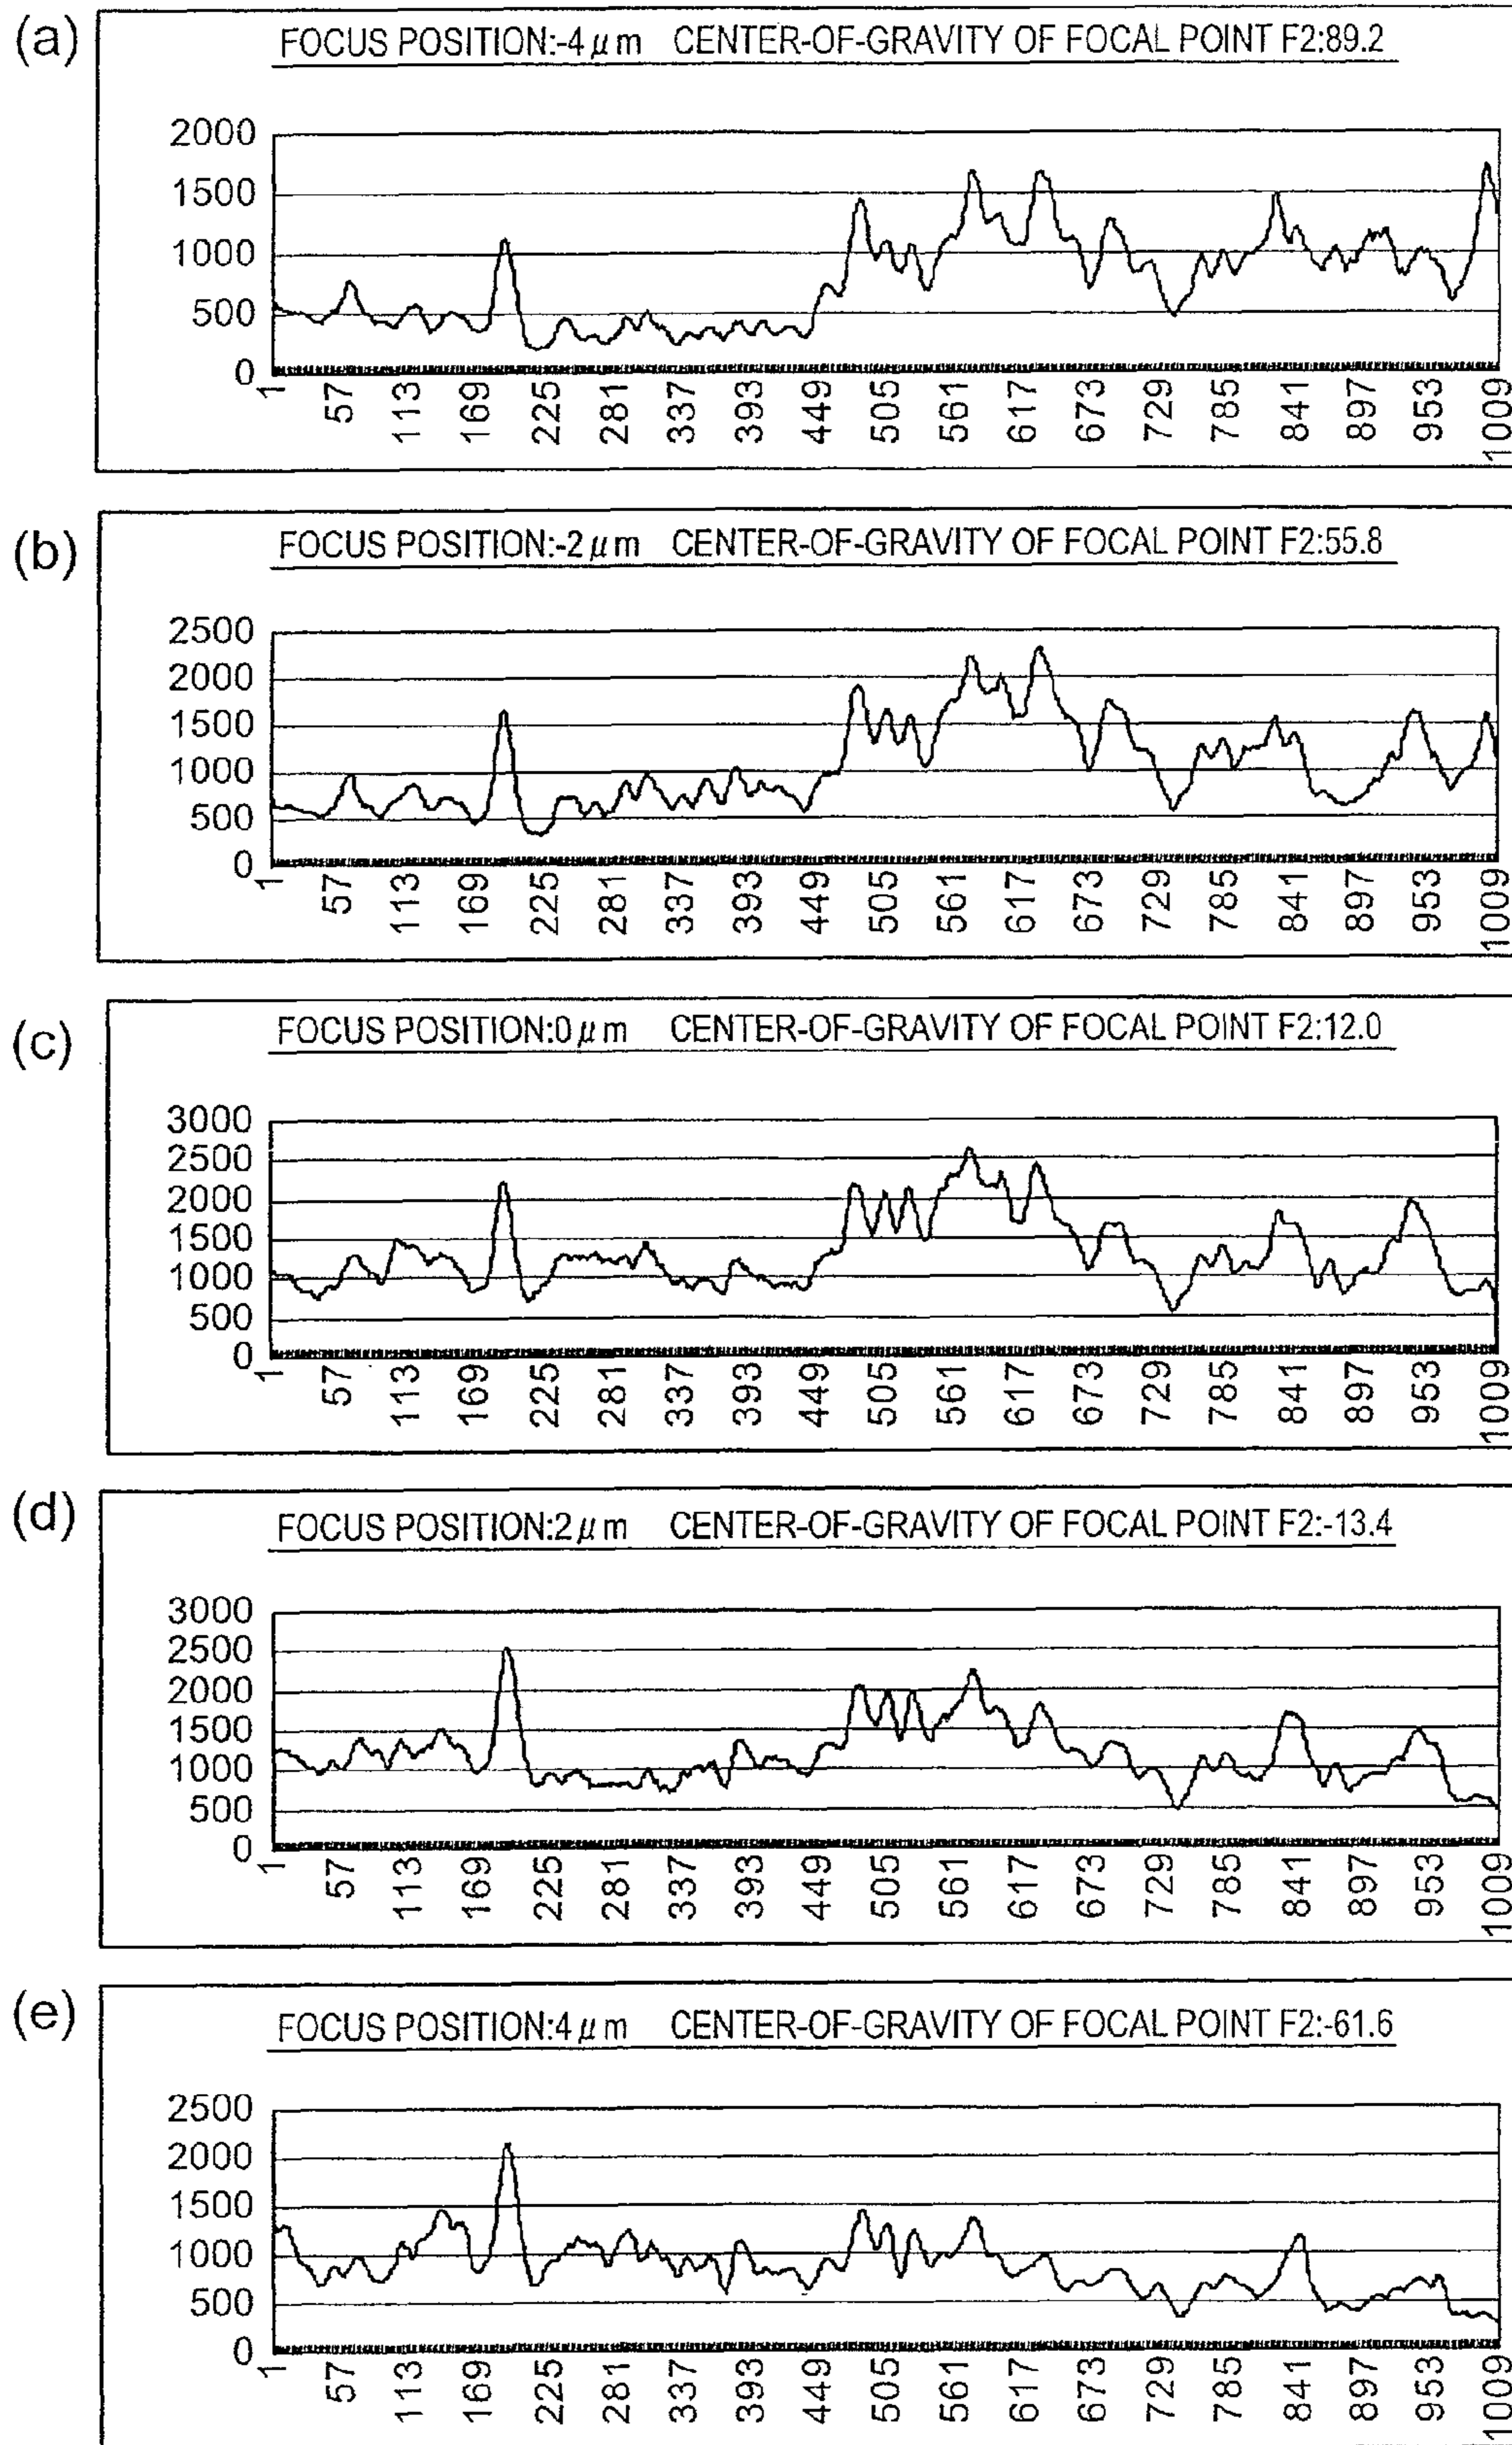 (a)
FOCUS POSITION:-4μm CENTER-OF-GRAVITY OF FOCAL POINT F2:89.2
2000
1500
1000
500
0
1 57 113 169 225 281 337 393 449 505 561 617 673 729 785 841 897 953 1009
(b)
FOCUS POSITION:-2μm CENTER-OF-GRAVITY OF FOCAL POINT F2:55.8
2500
2000
1500
1000
500
0
1 57 113 169 225 281 337 393 449 505 561 617 673 729 785 841 897 953 1009
(c)
FOCUS POSITION:0μm CENTER-OF-GRAVITY OF FOCAL POINT F2:12.0
3000
2500
2000
1500
1000
500
0
1 57 113 169 225 281 337 393 449 505 561 617 673 729 785 841 897 953 1009
(d)
FOCUS POSITION:2μm CENTER-OF-GRAVITY OF FOCAL POINT F2:-13.4
3000
2500
2000
1500
1000
500
0
1 57 113 169 225 281 337 393 449 505 561 617 673 729 785 841 897 953 1009
(e)
FOCUS POSITION:4μm CENTER-OF-GRAVITY OF FOCAL POINT F2:-61.6
2500
2000
1500
1000
500
0
1 57 113 169 225 281 337 393 449 505 561 617 673 729 785 841 897 953 1009